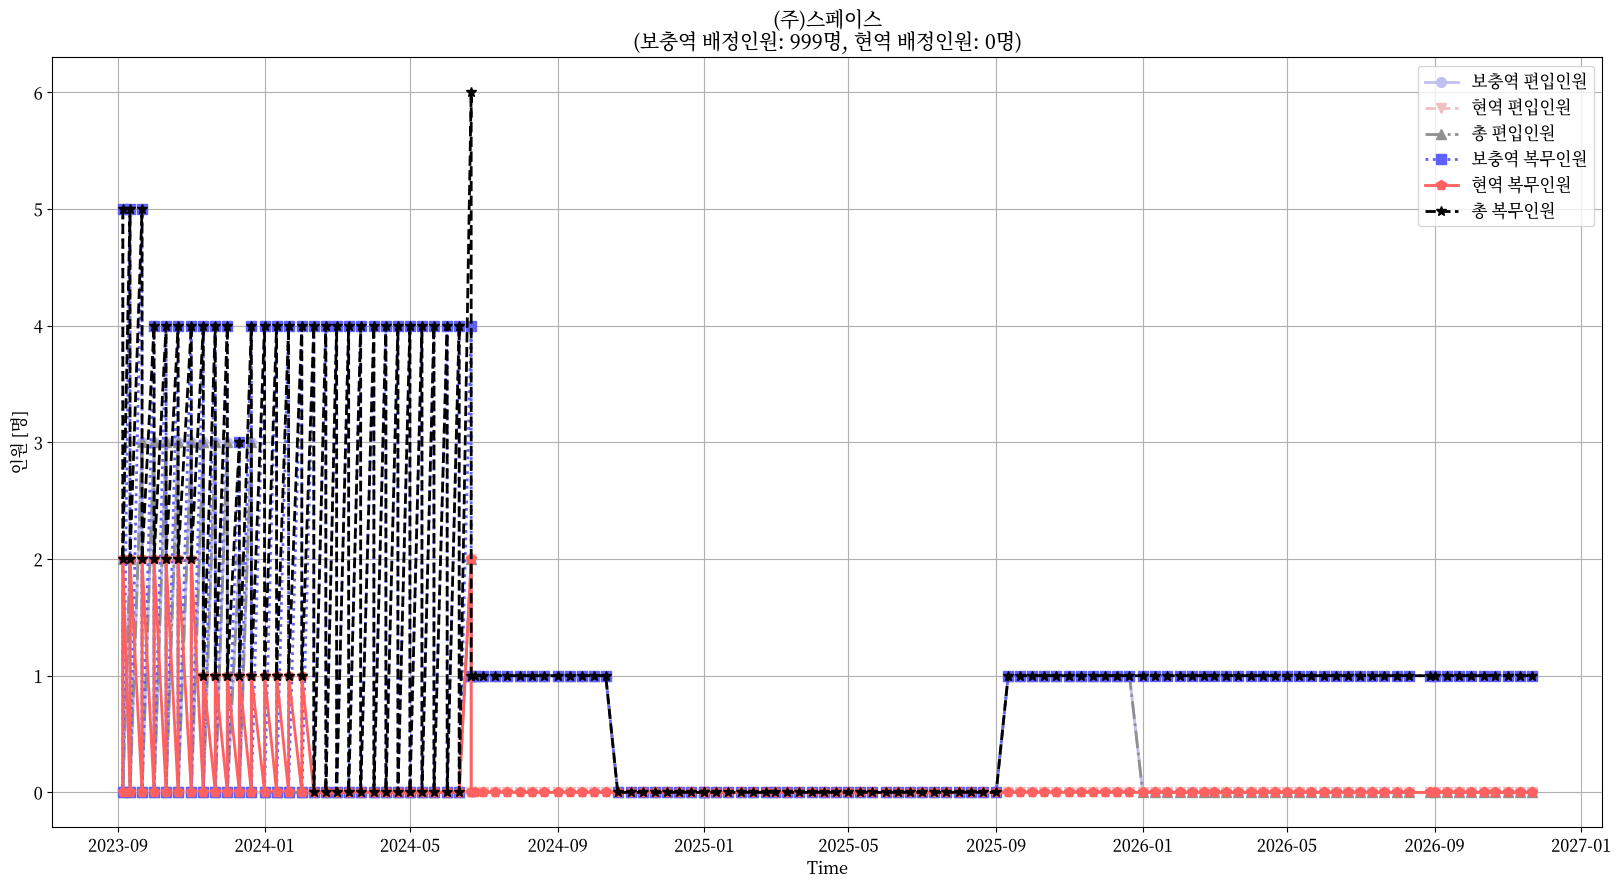 (주)스페이스
(보충역 배정인원: 999명, 현역 배정인원: 0명)
보충역 편입인원
현역 편입인원
총 편입인원
보충역 복무인원
현역 복무인원
총 복무인원
인원 [명]
6
5
4
3
2
1
0
2023-09 2024-01 2024-05 2024-09 2025-01 2025-05 2025-09 2026-01 2026-05 2026-09 2027-01
Time